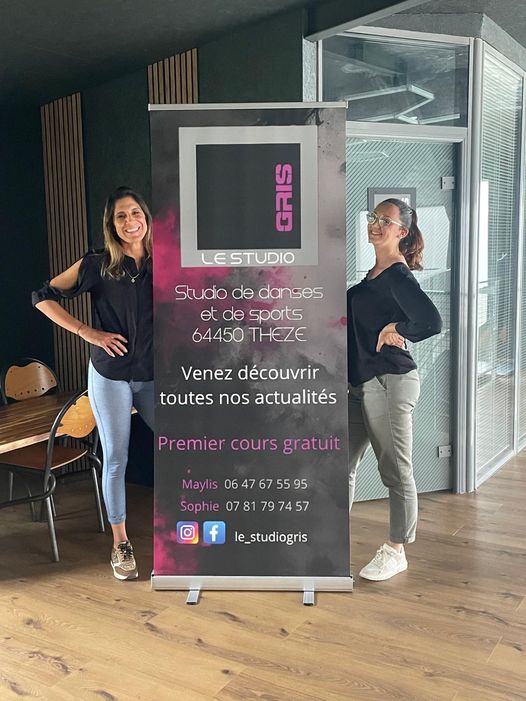 GRIS
LE STUDIO
Studio de danses
et de sports
64450 THEZE
Venez découvrir
toutes nos actualités
Premier cours gratuit
Maylis 06 47 67 55 95
Sophie 07 81 79 74 57
le_studiogris